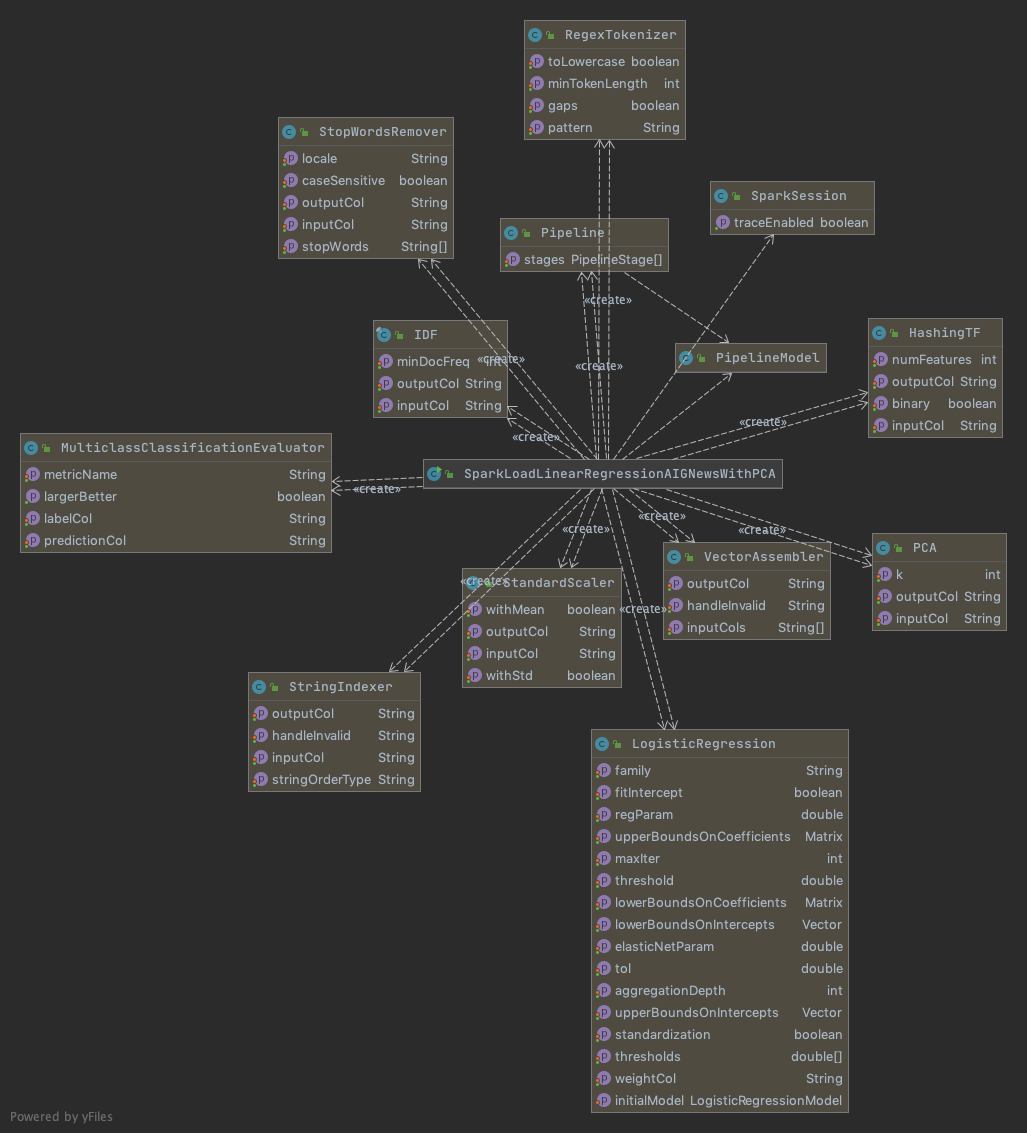 RegexTokenizer
toLowercase boolean
minTokenLength int
gaps boolean
pattern String
StopWordsRemover
locale String
caseSensitive boolean
outputCol String
inputCol String
stopWords String[]
SparkSession
traceEnabled boolean
Pipeline
stages PipelineStage[]
«create»
IDF
minDocFreq int
outputCol String
inputCol String
«create»
«create»
PipelineModel
HashingTF
numFeatures int
outputCol String
binary boolean
inputCol String
«create»
«create»
MulticlassClassificationEvaluator
metricName String
largerBetter boolean
labelCol String
predictionCol String
«create»
SparkLoadLinearRegressionAIGNewsWithPCA
«create»
«create»
«create»
PCA
k int
outputCol String
inputCol String
VectorAssembler
outputCol String
handleInvalid String
inputCols String[]
«create»
StandardScaler
withMean boolean
outputCol String
inputCol String
withStd boolean
«create»
StringIndexer
outputCol String
handleInvalid String
inputCol String
stringOrderType String
LogisticRegression
family String
fitIntercept boolean
regParam double
upperBoundsOnCoefficients Matrix
maxIter int
threshold double
lowerBoundsOnCoefficients Matrix
lowerBoundsOnIntercepts Vector
elasticNetParam double
tol double
aggregationDepth int
upperBoundsOnIntercepts Vector
standardization boolean
thresholds double[]
weightCol String
initialModel LogisticRegressionModel
Powered by yFiles